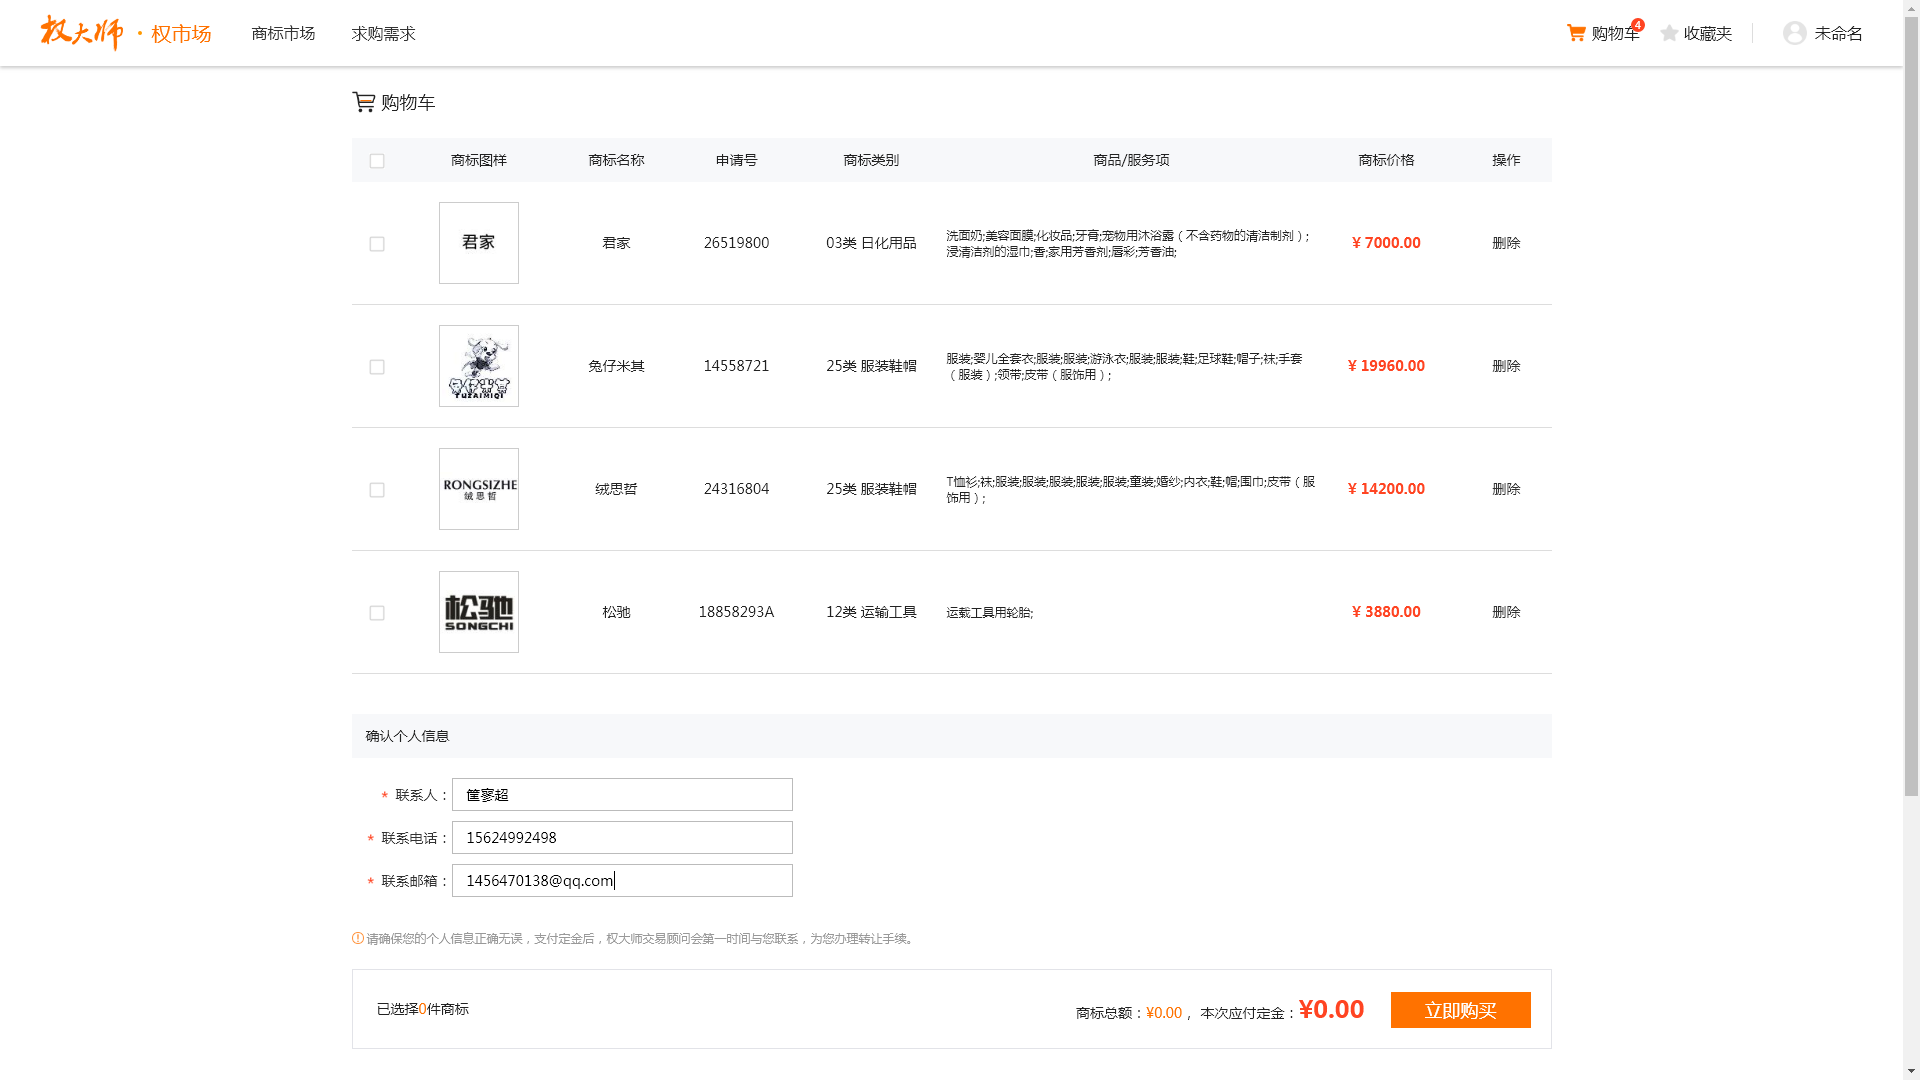 权大师 · 权市场 商标市场 求购需求 购物车 4 收藏夹 未命名
购物车
商标图样 商标名称 申请号 商标类别 商品/服务项 商标价格 操作
君家 君家 26519800 03类 日化用品 洗面奶;美容面膜;化妆品;牙膏;宠物用沐浴露（不含药物的清洁制剂）;
浸清洁剂的湿巾;香;家用芳香剂;唇彩;芳香油; ¥ 7000.00 删除
TUZAIMIQI 兔仔米其 14558721 25类 服装鞋帽 服装;婴儿全套衣;服装;服装;游泳衣;服装;服装;鞋;足球鞋;帽子;袜;手套
（服装）;领带;皮带（服饰用）; ¥ 19960.00 删除
RONGSIZHE
绒思哲 绒思哲 24316804 25类 服装鞋帽 T恤衫;袜;服装;服装;服装;服装;服装;童装;婚纱;内衣;鞋;帽;围巾;皮带（服
饰用）; ¥ 14200.00 删除
松驰
SONGCHI 松驰 18858293A 12类 运输工具 运载工具用轮胎; ¥ 3880.00 删除
确认个人信息
* 联系人： 筐寥超
* 联系电话： 15624992498
* 联系邮箱： 1456470138@qq.com
请确保您的个人信息正确无误，支付定金后，权大师交易顾问会第一时间与您联系，为您办理转让手续。
已选择0件商标 商标总额：¥0.00 ，本次应付定金：¥0.00 立即购买